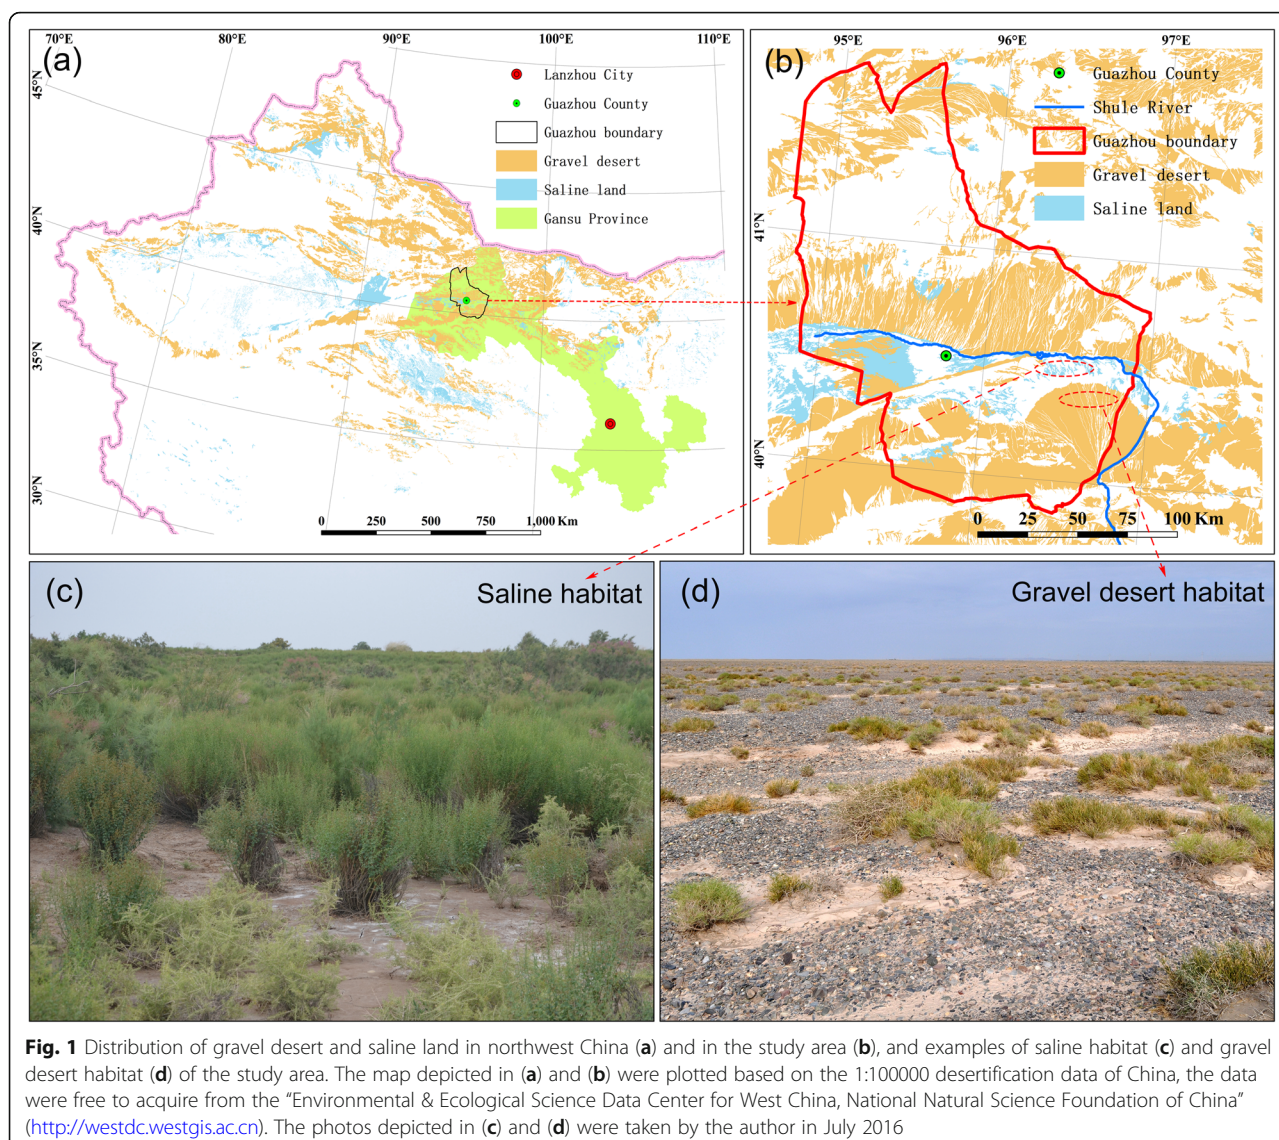 (a)
70°E
80°E
90°E
100°E
110°E
45°N
40°N
35°N
30°N
Lanzhou City
Guazhou County
Guazhou boundary
Gravel desert
Saline land
Gansu Province
0 250 500 750 1,000 Km
(b)
95°E
96°E
97°E
41°N
40°N
Guazhou County
Shule River
Guazhou boundary
Gravel desert
Saline land
0 25 50 75 100 Km
(c)
Saline habitat
(d)
Gravel desert habitat
Fig. 1 Distribution of gravel desert and saline land in northwest China (a) and in the study area (b), and examples of saline habitat (c) and gravel
desert habitat (d) of the study area. The map depicted in (a) and (b) were plotted based on the 1:100000 desertification data of China, the data
were free to acquire from the “Environmental & Ecological Science Data Center for West China, National Natural Science Foundation of China”
(http://westdc.westgis.ac.cn). The photos depicted in (c) and (d) were taken by the author in July 2016